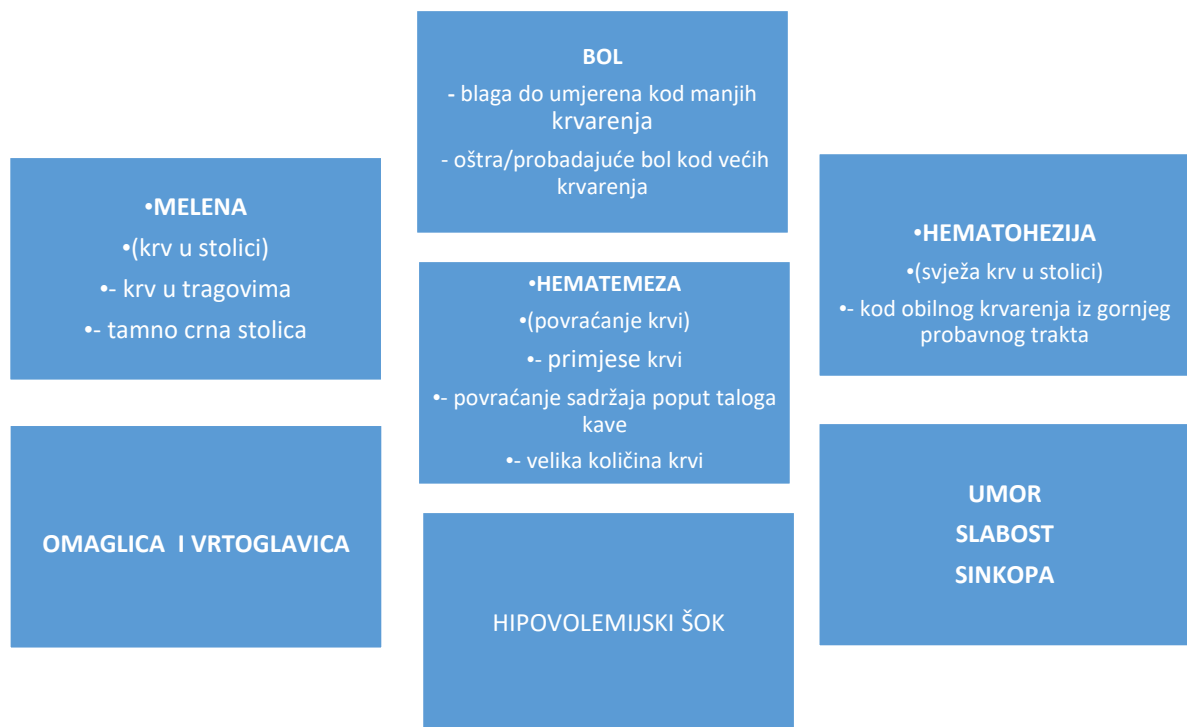 BOL
- blaga do umjerena kod manjih
krvarenja
- oštra/probadajuće bol kod većih
krvarenja
•MELENA
•(krv u stolici)
•- krv u tragovima
•- tamno crna stolica
•HEMATEMEZA
•(povraćanje krvi)
•- primjese krvi
•- povraćanje sadržaja poput taloga
kave
•- velika količina krvi
•HEMATOHEZIJA
•(svježa krv u stolici)
•- kod obilnog krvarenja iz gornjeg
probavnog trakta
OMAGLICA I VRTOGLAVICA
HIPOVOLEMIJSKI ŠOK
UMOR
SLABOST
SINKOPA